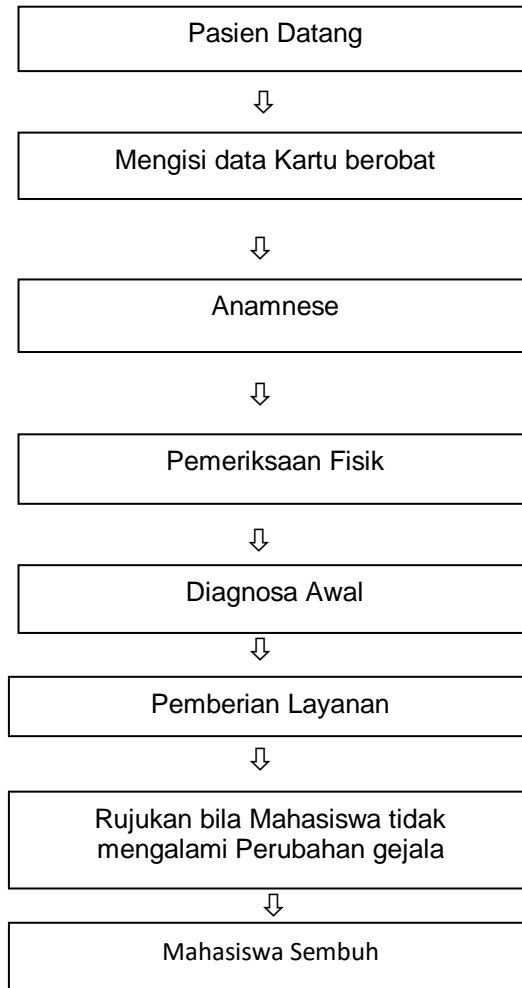 Pasien Datang
⇩
Mengisi data Kartu berobat
⇩
Anamnese
⇩
Pemeriksaan Fisik
⇩
Diagnosa Awal
⇩
Pemberian Layanan
⇩
Rujukan bila Mahasiswa tidak
mengalami Perubahan gejala
⇩
Mahasiswa Sembuh